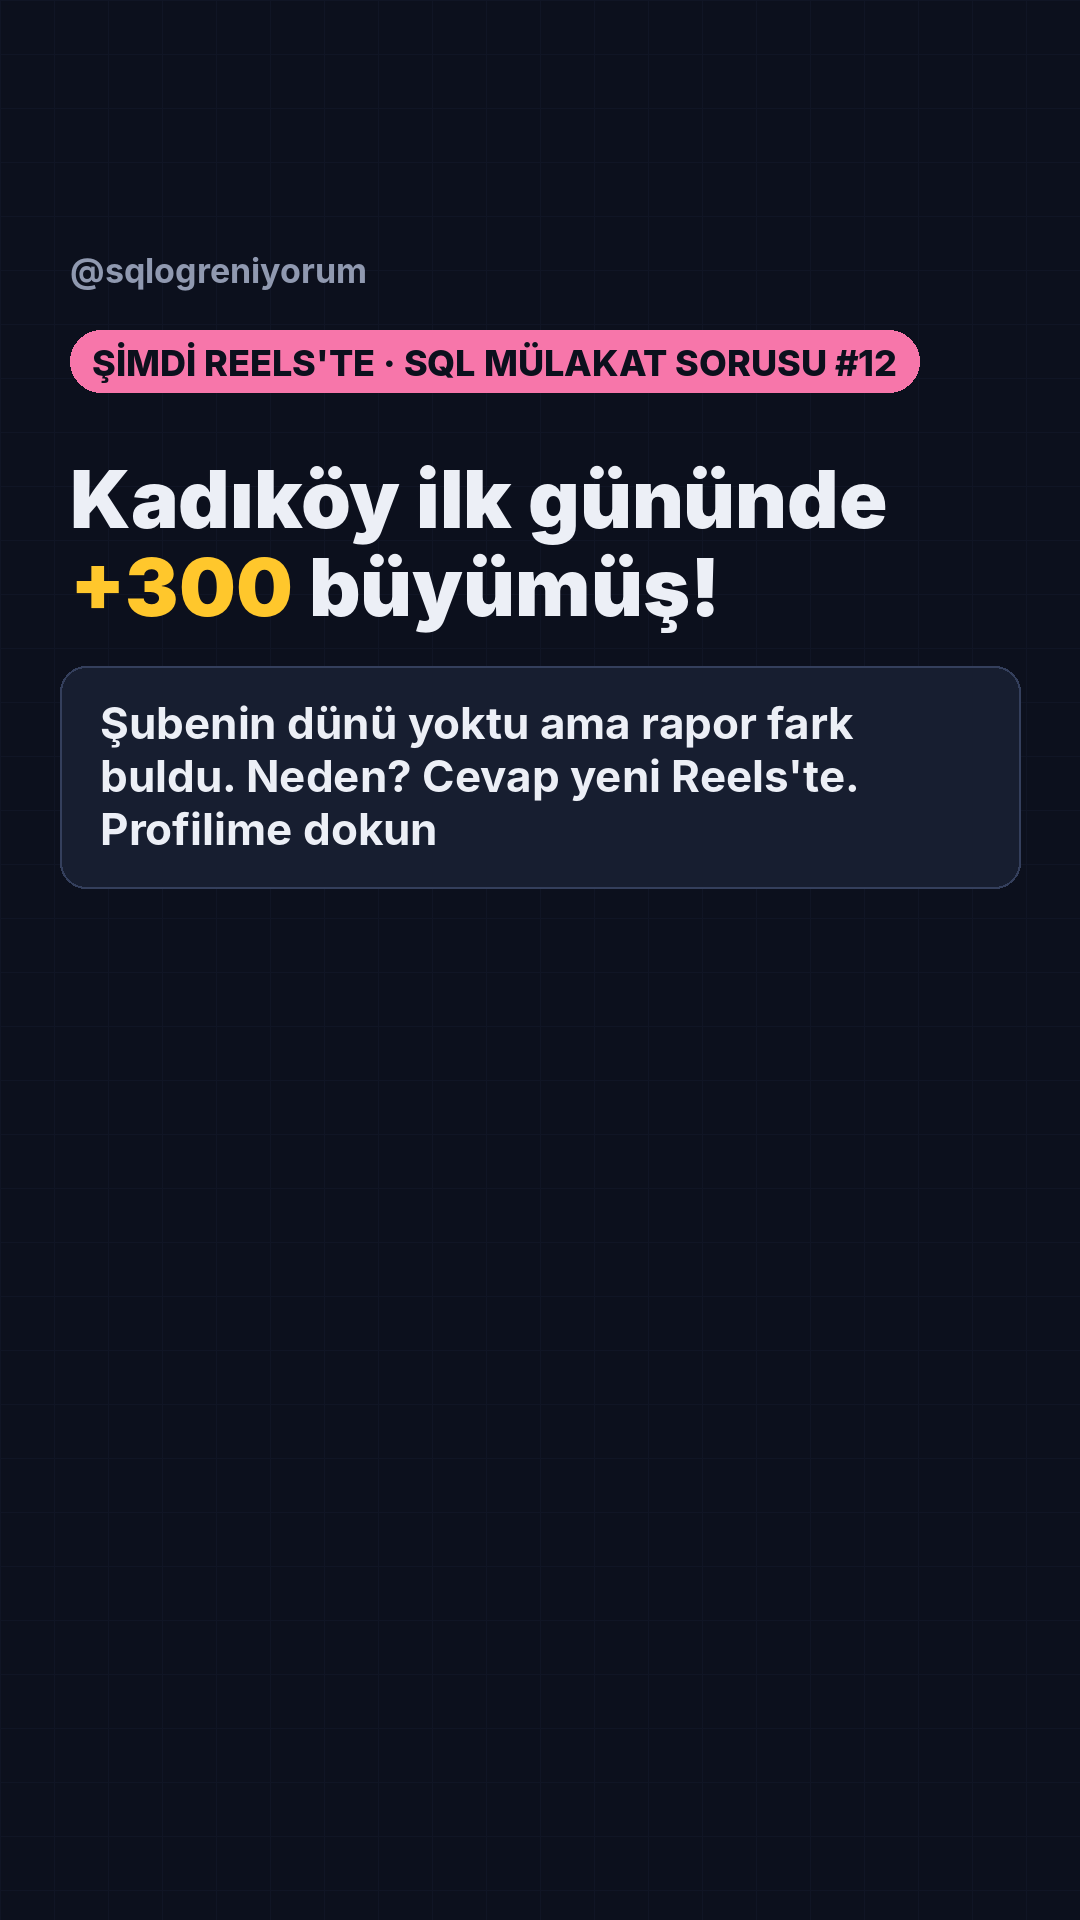 @sqlogreniyorum
ŞİMDİ REELS'TE · SQL MÜLAKAT SORUSU #12
Kadıköy ilk gününde
+300 büyümüş!
Şubenin dünü yoktu ama rapor fark
buldu. Neden? Cevap yeni Reels'te.
Profilime dokun